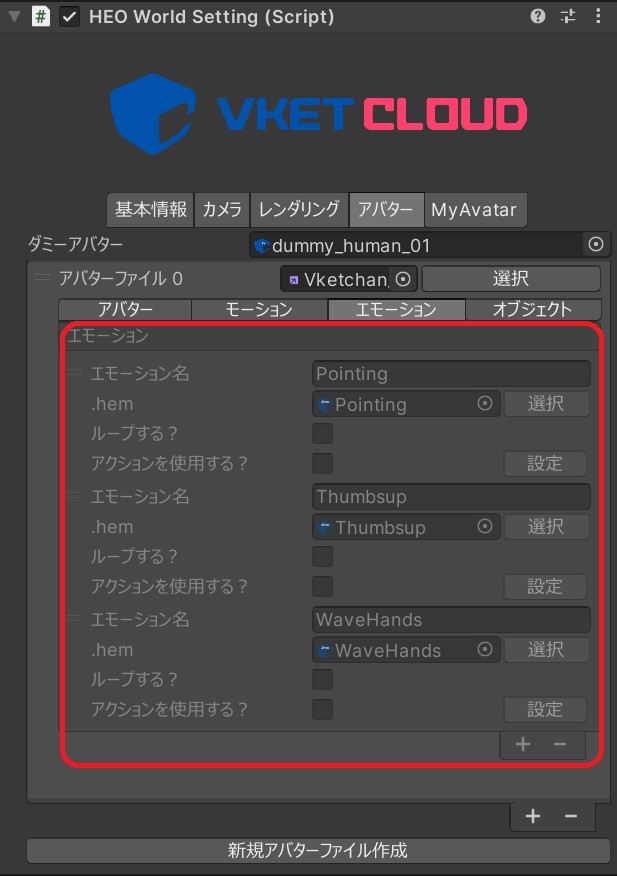 # HEO World Setting (Script)
VKET CLOUD
基本情報 カメラ レンダリング アバター MyAvatar
ダミーアバター dummy_human_01
アバターファイル 0 Vketchan_ 選択
アバター モーション エモーション オブジェクト
エモーション
エモーション名 Pointing
.hem Pointing 選択
ループする？
アクションを使用する？ 設定
エモーション名 Thumbsup
.hem Thumbsup 選択
ループする？
アクションを使用する？ 設定
エモーション名 WaveHands
.hem WaveHands 選択
ループする？
アクションを使用する？ 設定
+ −
+ −
新規アバターファイル作成